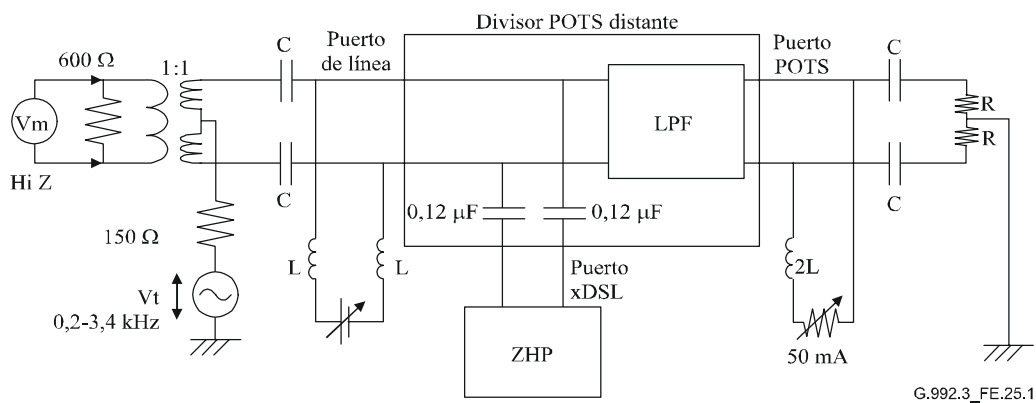 Divisor POTS distante
600 Ω
1:1
C
Puerto
de línea
Puerto
POTS
C
Vm
LPF
R
R
Hi Z
C
0,12 µF
0,12 µF
C
150 Ω
L
L
Puerto
xDSL
2L
Vt
0,2-3,4 kHz
ZHP
50 mA
G.992.3_FE.25.1